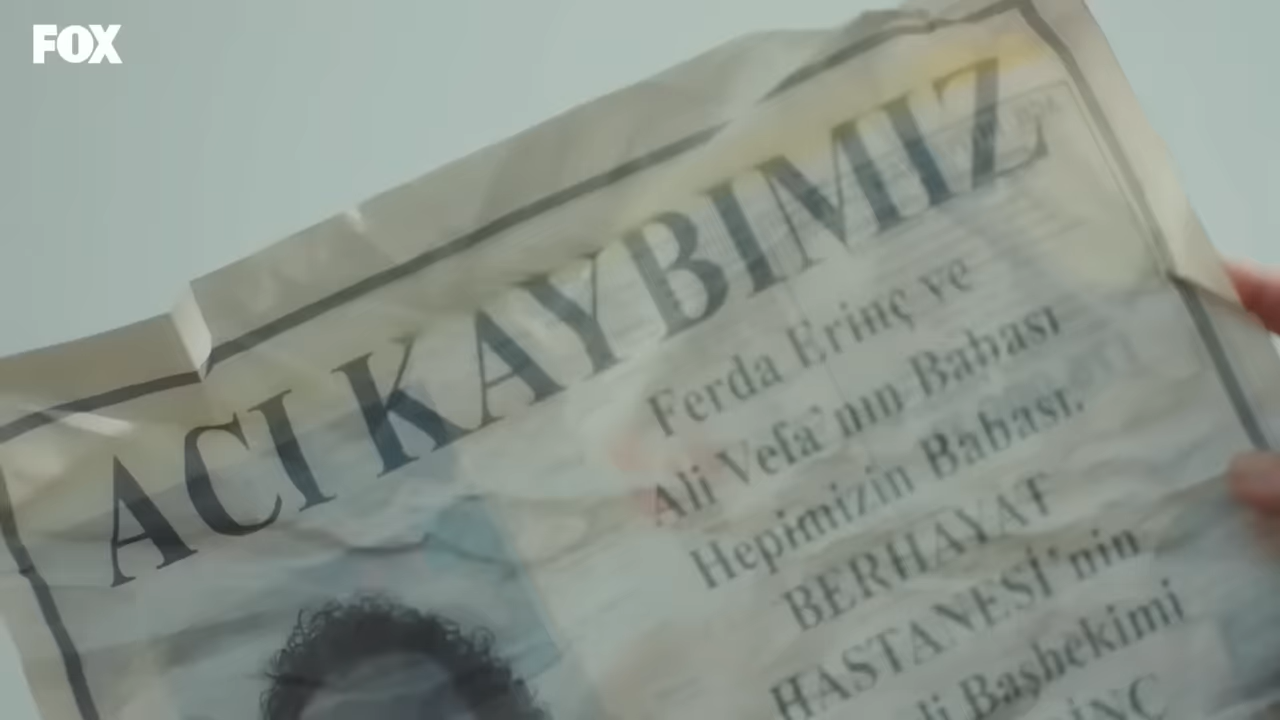 FOX
ACI KAYBIMIZ
Ferda Erinç ve
Ali Vefa'nın Babası
Hepimizin Babası.
BERHAYAT
HASTANESİ'nin
Başhekimi